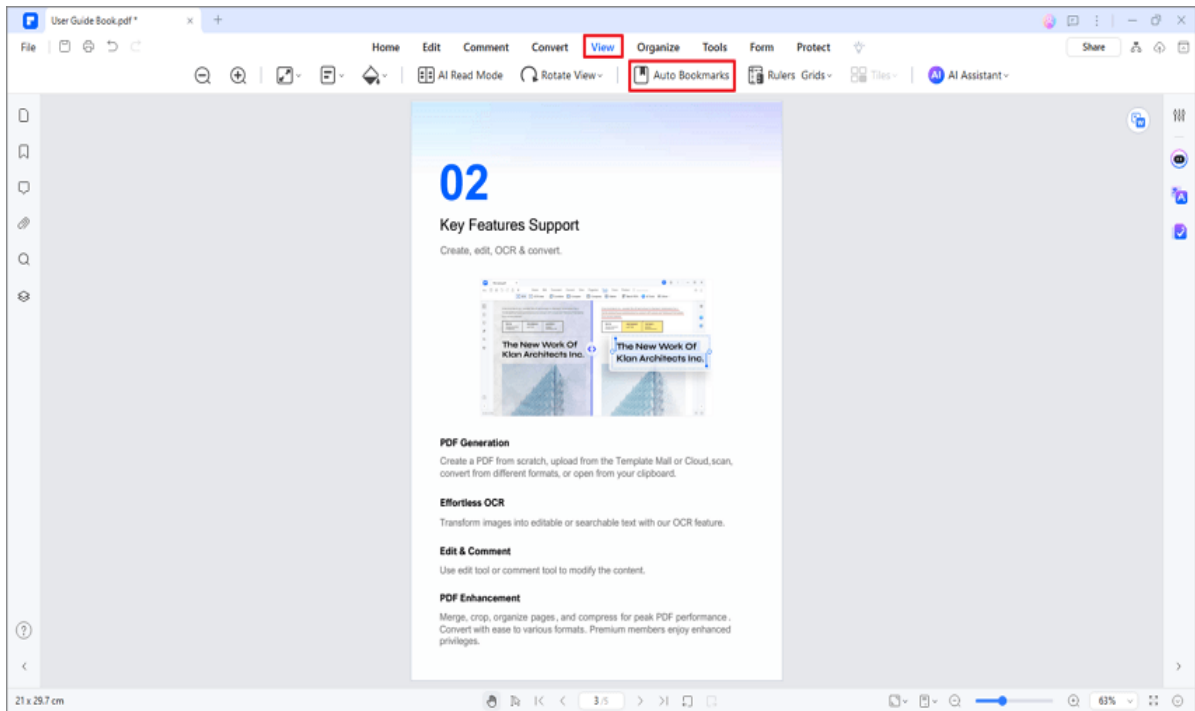 User Guide Book.pdf *
File Home Edit Comment Convert View Organize Tools Form Protect Share
AI Read Mode Rotate View Auto Bookmarks Rulers Grids Tiles AI AI Assistant
02
Key Features Support
Create, edit, OCR & convert.
The New Work Of
Klan Architects Inc.
The New Work Of
Klan Architects Inc.
PDF Generation
Create a PDF from scratch, upload from the Template Mall or Cloud,scan,
convert from different formats, or open from your clipboard.
Effortless OCR
Transform images into editable or searchable text with our OCR feature.
Edit & Comment
Use edit tool or comment tool to modify the content.
PDF Enhancement
Merge, crop, organize pages, and compress for peak PDF performance .
Convert with ease to various formats. Premium members enjoy enhanced
privileges.
21 x 29.7 cm 3 /5 63%